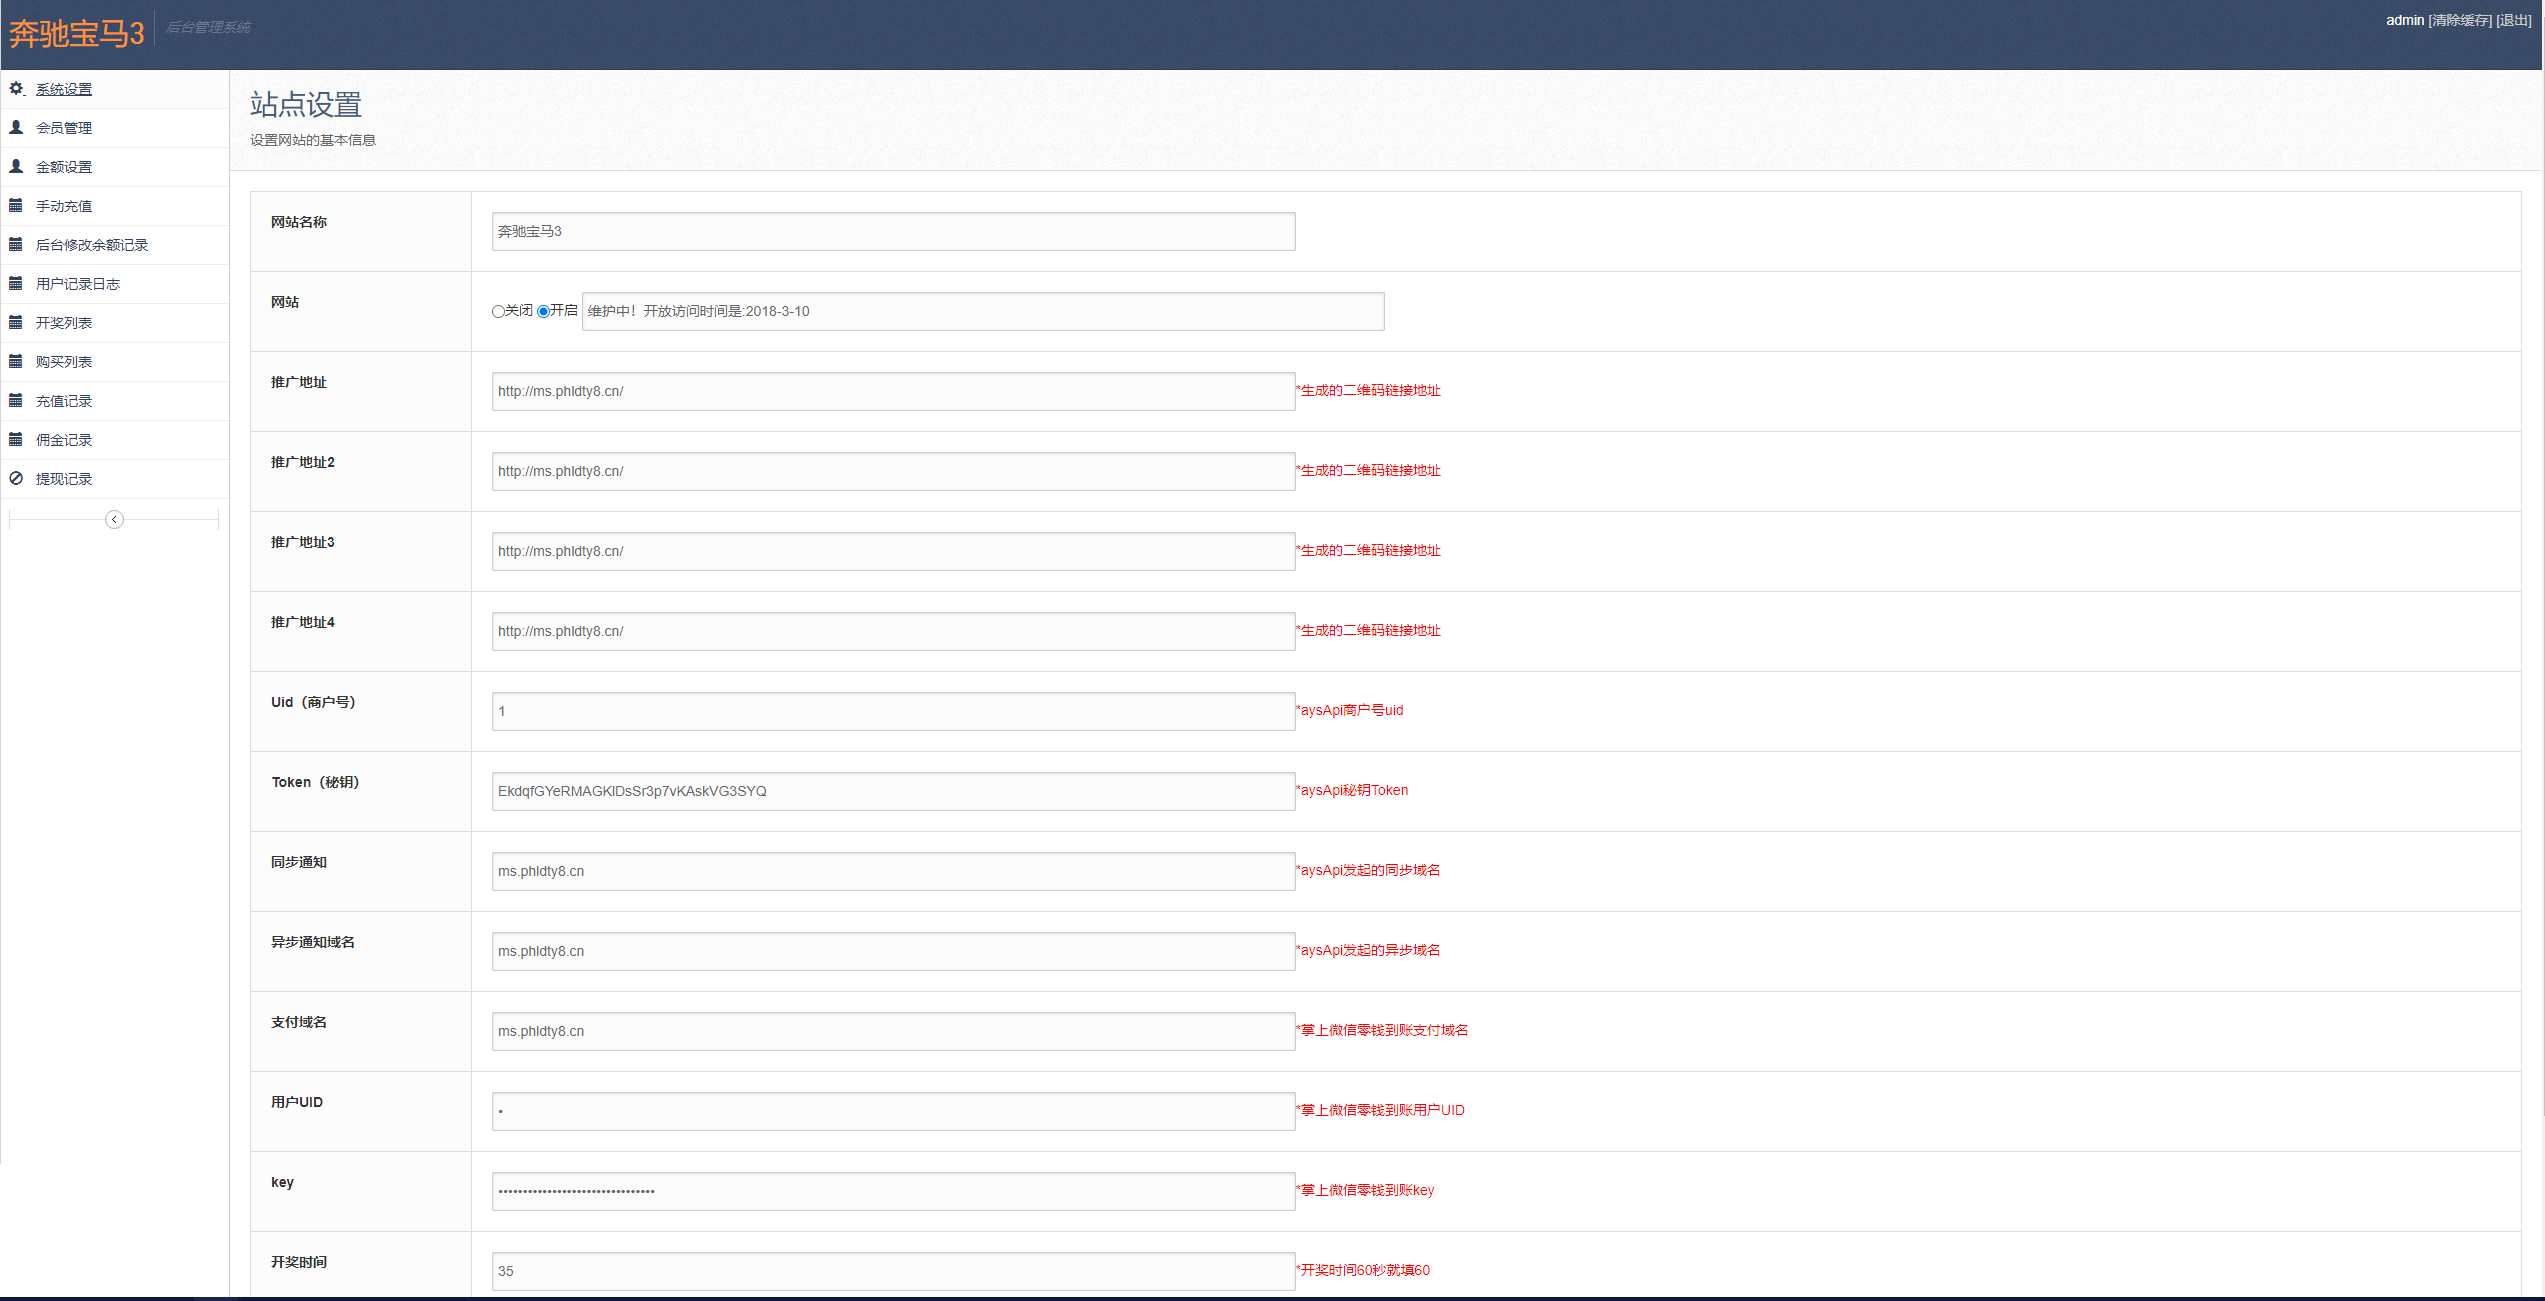 奔驰宝马3
后台管理系统
admin [清除缓存] [退出]
系统设置
会员管理
金额设置
手动充值
后台修改余额记录
用户记录日志
开奖列表
购买列表
充值记录
佣金记录
提现记录
站点设置
设置网站的基本信息
网站名称
奔驰宝马3
网站
关闭 开启 维护中！开放访问时间是:2018-3-10
推广地址
http://ms.phldty8.cn/ *生成的二维码链接地址
推广地址2
http://ms.phldty8.cn/ *生成的二维码链接地址
推广地址3
http://ms.phldty8.cn/ *生成的二维码链接地址
推广地址4
http://ms.phldty8.cn/ *生成的二维码链接地址
Uid（商户号）
1 *aysApi商户号uid
Token（秘钥）
EkdqfGYeRMAGKlDsSr3p7vKAskVG3SYQ *aysApi秘钥Token
同步通知
ms.phldty8.cn *aysApi发起的同步域名
异步通知域名
ms.phldty8.cn *aysApi发起的异步域名
支付域名
ms.phldty8.cn *掌上微信零钱到账支付域名
用户UID
• *掌上微信零钱到账用户UID
key
•••••••••••••••••••••••••••••••• *掌上微信零钱到账key
开奖时间
35 *开奖时间60秒就填60